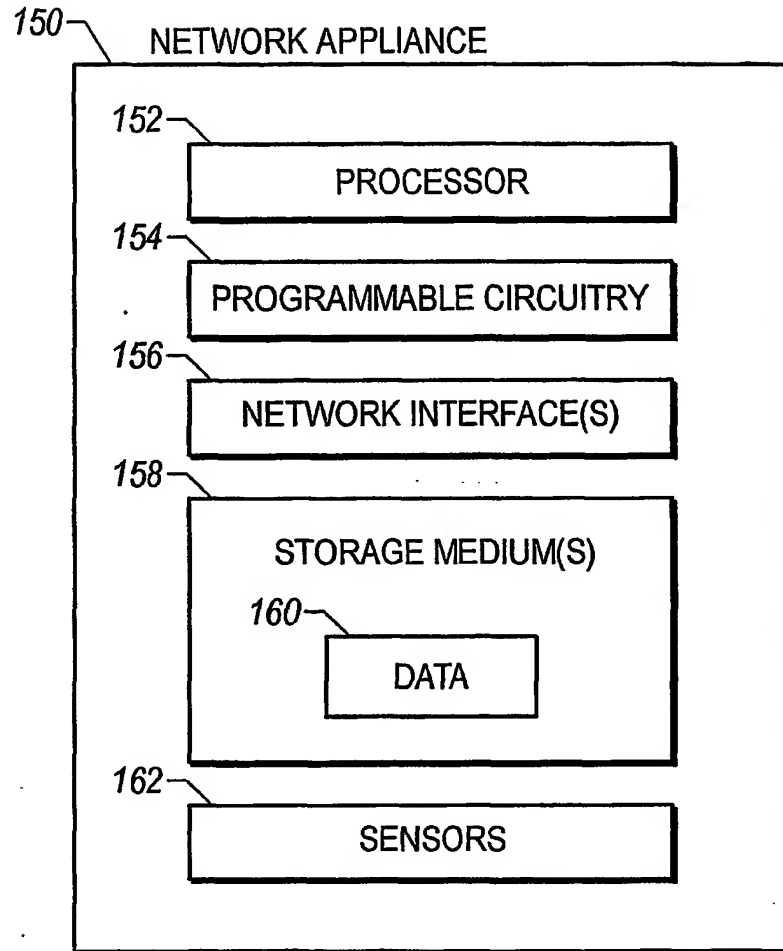 150
NETWORK APPLIANCE
152
PROCESSOR
154
PROGRAMMABLE CIRCUITRY
156
NETWORK INTERFACE(S)
158
STORAGE MEDIUM(S)
160
DATA
162
SENSORS